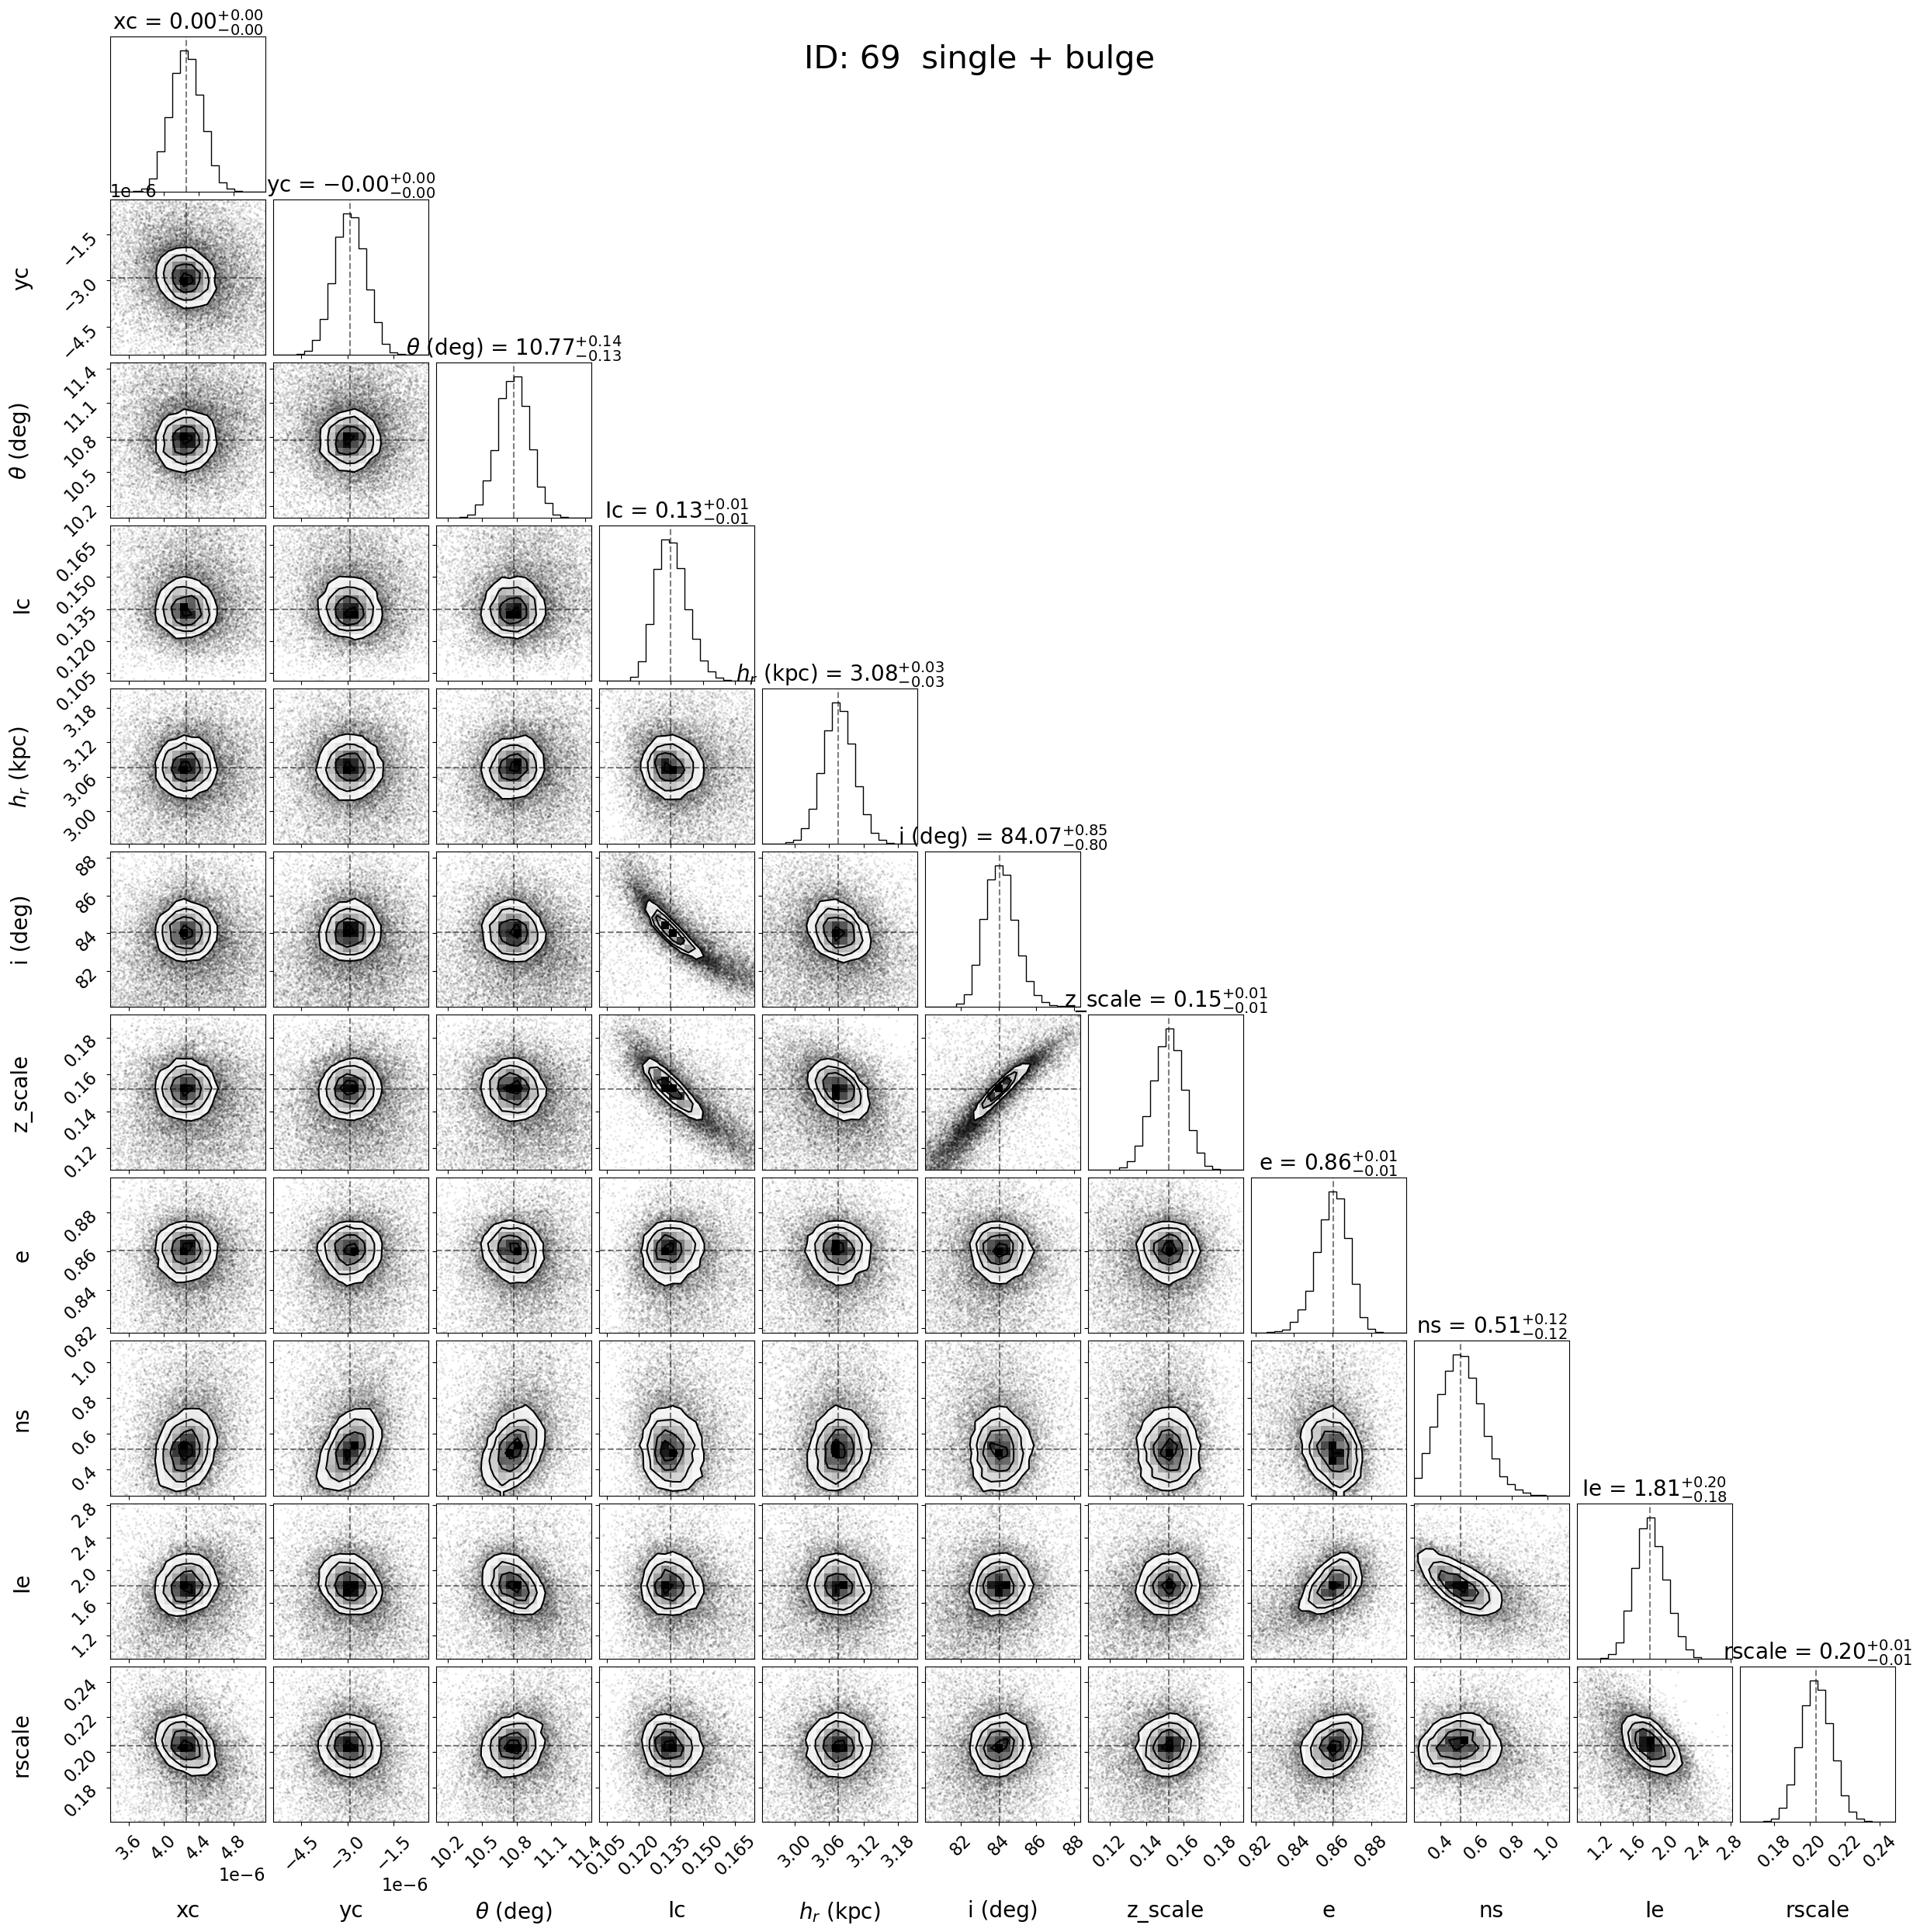 ID: 69  single + bulge
xc = 0.00 +0.00 −0.00
1e−6
yc = −0.00 +0.00 −0.00
yc
−1.5
−3.0
−4.5
θ (deg) = 10.77 +0.14 −0.13
θ (deg)
11.4
11.1
10.8
10.5
10.2
Ic = 0.13 +0.01 −0.01
Ic
0.165
0.150
0.135
0.120
0.105
h_r (kpc) = 3.08 +0.03 −0.03
h_r (kpc)
3.18
3.12
3.06
3.00
i (deg) = 84.07 +0.85 −0.80
i (deg)
88
86
84
82
z_scale = 0.15 +0.01 −0.01
z_scale
0.18
0.16
0.14
0.12
e = 0.86 +0.01 −0.01
e
0.88
0.86
0.84
0.82
ns = 0.51 +0.12 −0.12
ns
1.0
0.8
0.6
0.4
Ie = 1.81 +0.20 −0.18
Ie
2.8
2.4
2.0
1.6
1.2
rscale = 0.20 +0.01 −0.01
rscale
0.24
0.22
0.20
0.18
3.6 4.0 4.4 4.8 −4.5 −3.0 −1.5 10.2 10.5 10.8 11.1 11.4 0.105 0.120 0.135 0.150 0.165 3.00 3.06 3.12 3.18 82 84 86 88 0.12 0.14 0.16 0.18 0.82 0.84 0.86 0.88 0.4 0.6 0.8 1.0 1.2 1.6 2.0 2.4 2.8 0.18 0.20 0.22 0.24
1e−6 1e−6
xc yc θ (deg) Ic h_r (kpc) i (deg) z_scale e ns Ie rscale